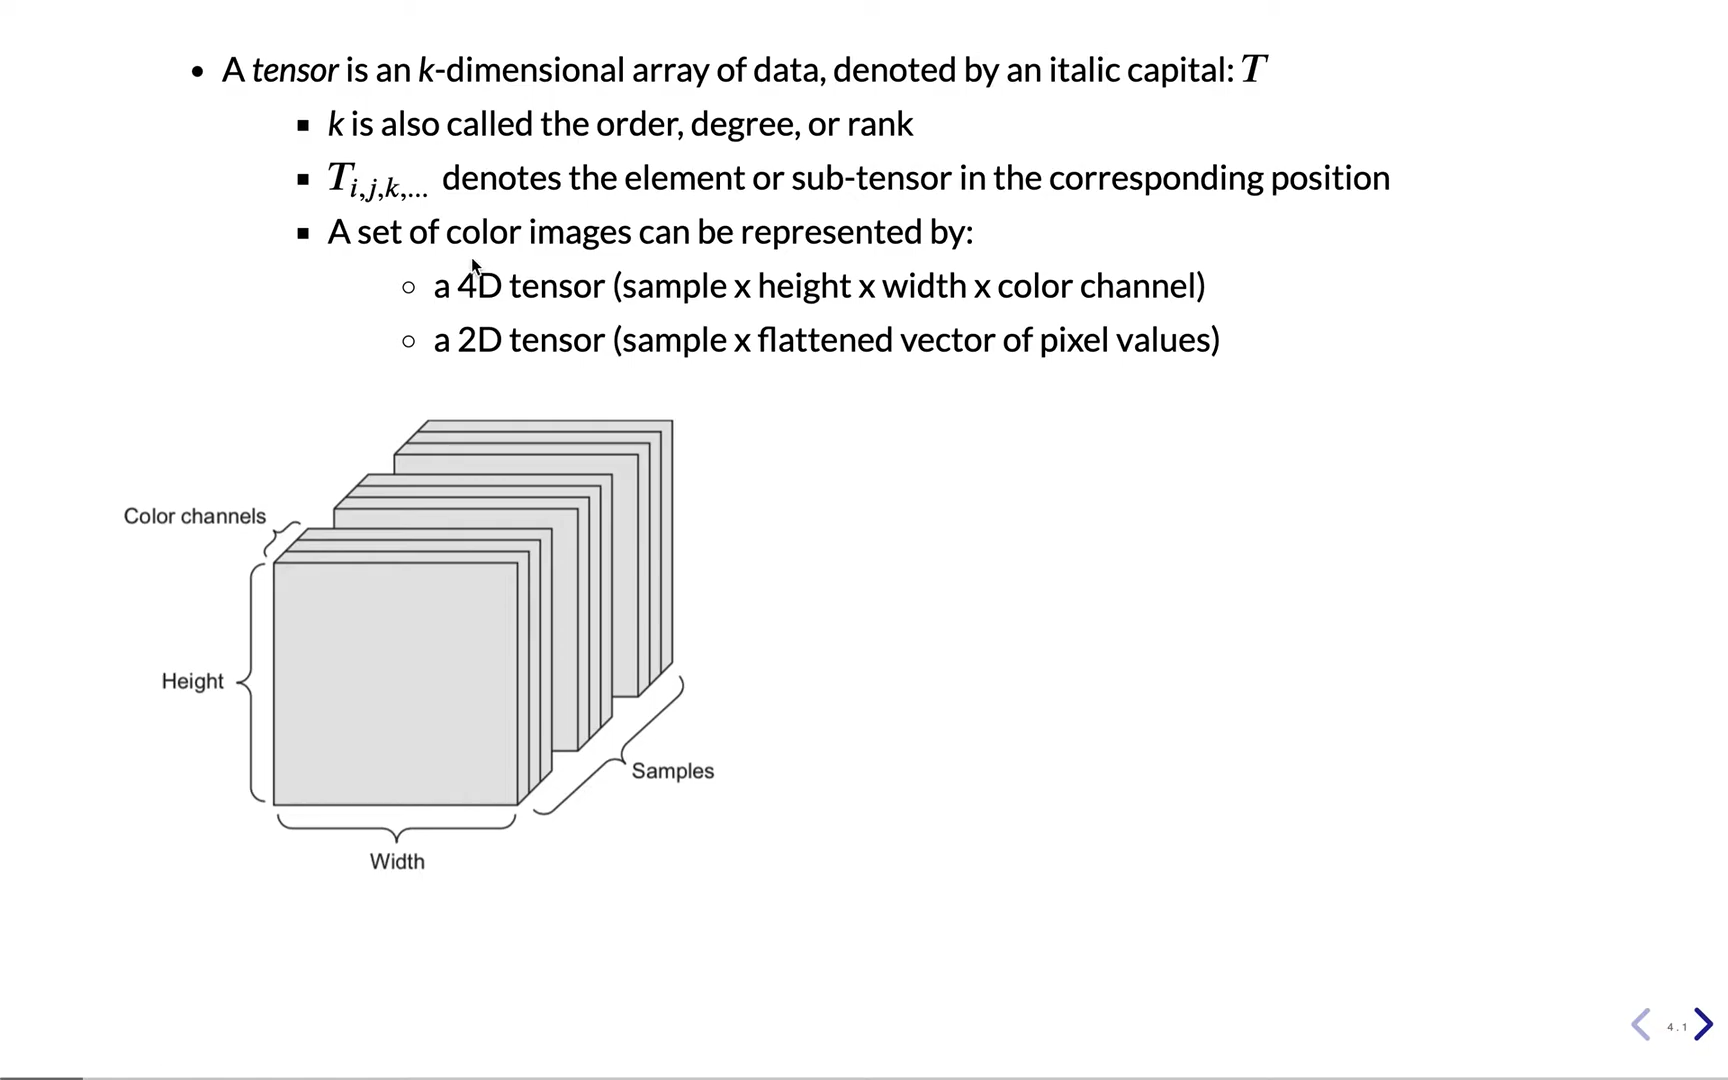 A tensor is an k-dimensional array of data, denoted by an italic capital: T
k is also called the order, degree, or rank
T_{i,j,k,...} denotes the element or sub-tensor in the corresponding position
A set of color images can be represented by:
a 4D tensor (sample x height x width x color channel)
a 2D tensor (sample x flattened vector of pixel values)
Color channels
Height
Samples
Width
4.1